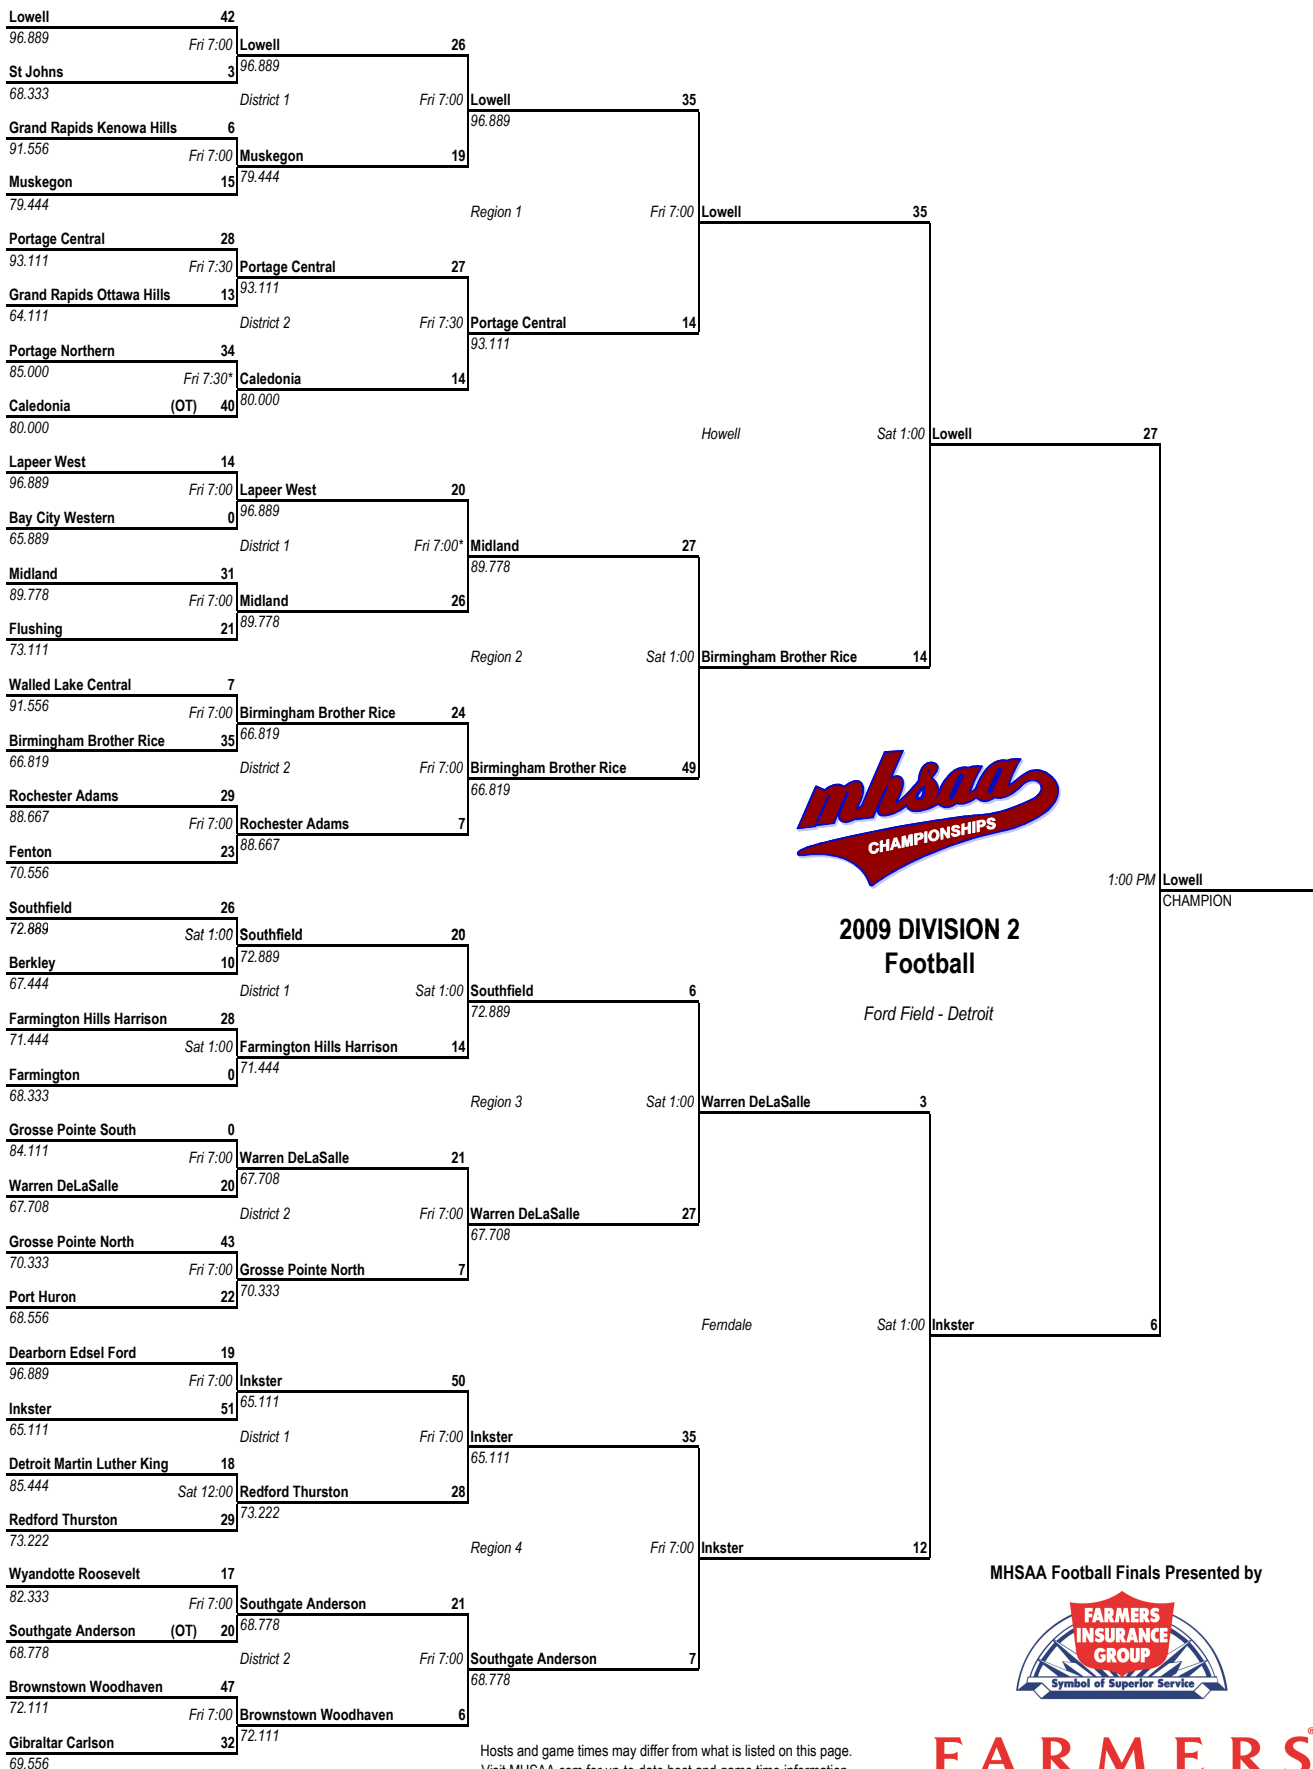 Lowell 42
96.889 Fri 7:00 Lowell 26
St Johns 3 96.889
68.333 District 1 Fri 7:00 Lowell 35
Grand Rapids Kenowa Hills 6 96.889
91.556 Fri 7:00 Muskegon 19
Muskegon 15 79.444
79.444 Region 1 Fri 7:00 Lowell 35
Portage Central 28
93.111 Fri 7:30 Portage Central 27
Grand Rapids Ottawa Hills 13 93.111
64.111 District 2 Fri 7:30 Portage Central 14
Portage Northern 34 93.111
85.000 Fri 7:30* Caledonia 14
Caledonia (OT) 40 80.000
80.000 Howell Sat 1:00 Lowell 27
Lapeer West 14
96.889 Fri 7:00 Lapeer West 20
Bay City Western 0 96.889
65.889 District 1 Fri 7:00* Midland 27
Midland 31 89.778
89.778 Fri 7:00 Midland 26
Flushing 21 89.778
73.111 Region 2 Sat 1:00 Birmingham Brother Rice 14
Walled Lake Central 7
91.556 Fri 7:00 Birmingham Brother Rice 24
Birmingham Brother Rice 35 66.819
66.819 District 2 Fri 7:00 Birmingham Brother Rice 49
Rochester Adams 29 66.819
88.667 Fri 7:00 Rochester Adams 7
Fenton 23 88.667
70.556
mhsaa
CHAMPIONSHIPS
1:00 PM Lowell
CHAMPION
2009 DIVISION 2
Football
Ford Field - Detroit
Southfield 26
72.889 Sat 1:00 Southfield 20
Berkley 10 72.889
67.444 District 1 Sat 1:00 Southfield 6
Farmington Hills Harrison 28 72.889
71.444 Sat 1:00 Farmington Hills Harrison 14
Farmington 0 71.444
68.333 Region 3 Sat 1:00 Warren DeLaSalle 3
Grosse Pointe South 0
84.111 Fri 7:00 Warren DeLaSalle 21
Warren DeLaSalle 20 67.708
67.708 District 2 Fri 7:00 Warren DeLaSalle 27
Grosse Pointe North 43 67.708
70.333 Fri 7:00 Grosse Pointe North 7
Port Huron 22 70.333
68.556 Ferndale Sat 1:00 Inkster 6
Dearborn Edsel Ford 19
96.889 Fri 7:00 Inkster 50
Inkster 51 65.111
65.111 District 1 Fri 7:00 Inkster 35
Detroit Martin Luther King 18 65.111
85.444 Sat 12:00 Redford Thurston 28
Redford Thurston 29 73.222
73.222 Region 4 Fri 7:00 Inkster 12
Wyandotte Roosevelt 17
82.333 Fri 7:00 Southgate Anderson 21
Southgate Anderson (OT) 20 68.778
68.778 District 2 Fri 7:00 Southgate Anderson 7
Brownstown Woodhaven 47 68.778
72.111 Fri 7:00 Brownstown Woodhaven 6
Gibraltar Carlson 32 72.111
69.556
MHSAA Football Finals Presented by
FARMERS
INSURANCE
GROUP
Symbol of Superior Service
FARMERS®
Hosts and game times may differ from what is listed on this page.
Visit MHSAA.com for up to date host and game time information.